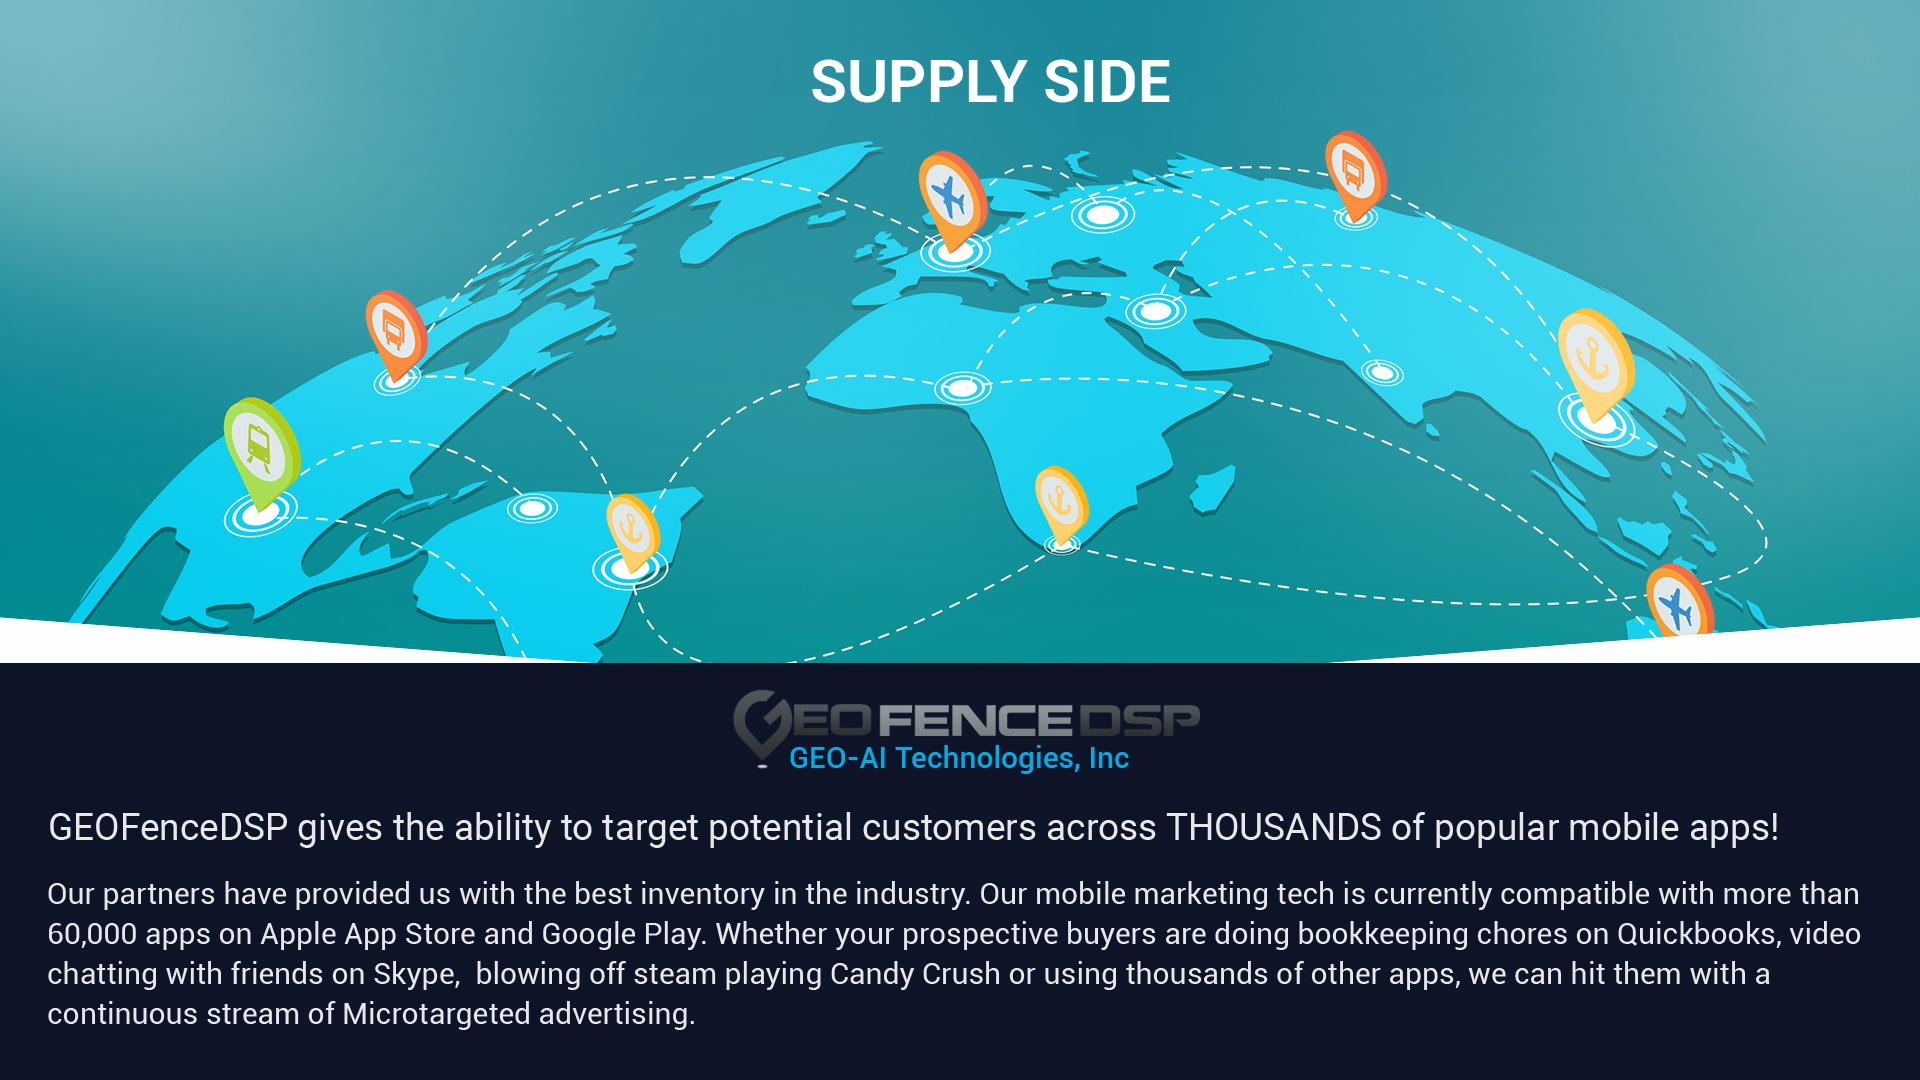 SUPPLY SIDE
GEOFENCEDSP
GEO-AI Technologies, Inc
GEOFenceDSP gives the ability to target potential customers across THOUSANDS of popular mobile apps!
Our partners have provided us with the best inventory in the industry. Our mobile marketing tech is currently compatible with more than
60,000 apps on Apple App Store and Google Play. Whether your prospective buyers are doing bookkeeping chores on Quickbooks, video
chatting with friends on Skype,  blowing off steam playing Candy Crush or using thousands of other apps, we can hit them with a
continuous stream of Microtargeted advertising.